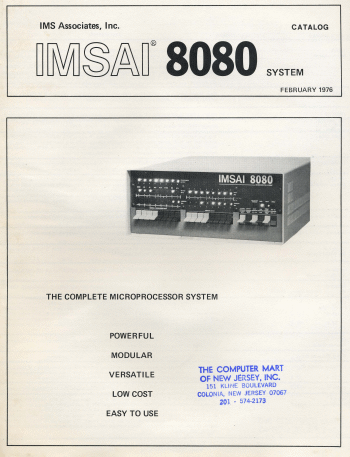 IMS Associates, Inc.
CATALOG
IMSAI® 8080 SYSTEM
FEBRUARY 1976
IMSAI 8080
THE COMPLETE MICROPROCESSOR SYSTEM
POWERFUL
MODULAR
VERSATILE
LOW COST
EASY TO USE
THE COMPUTER MART
OF NEW JERSEY, INC.
151 KLINE BOULEVARD
COLONIA, NEW JERSEY 07067
201 - 574-2173